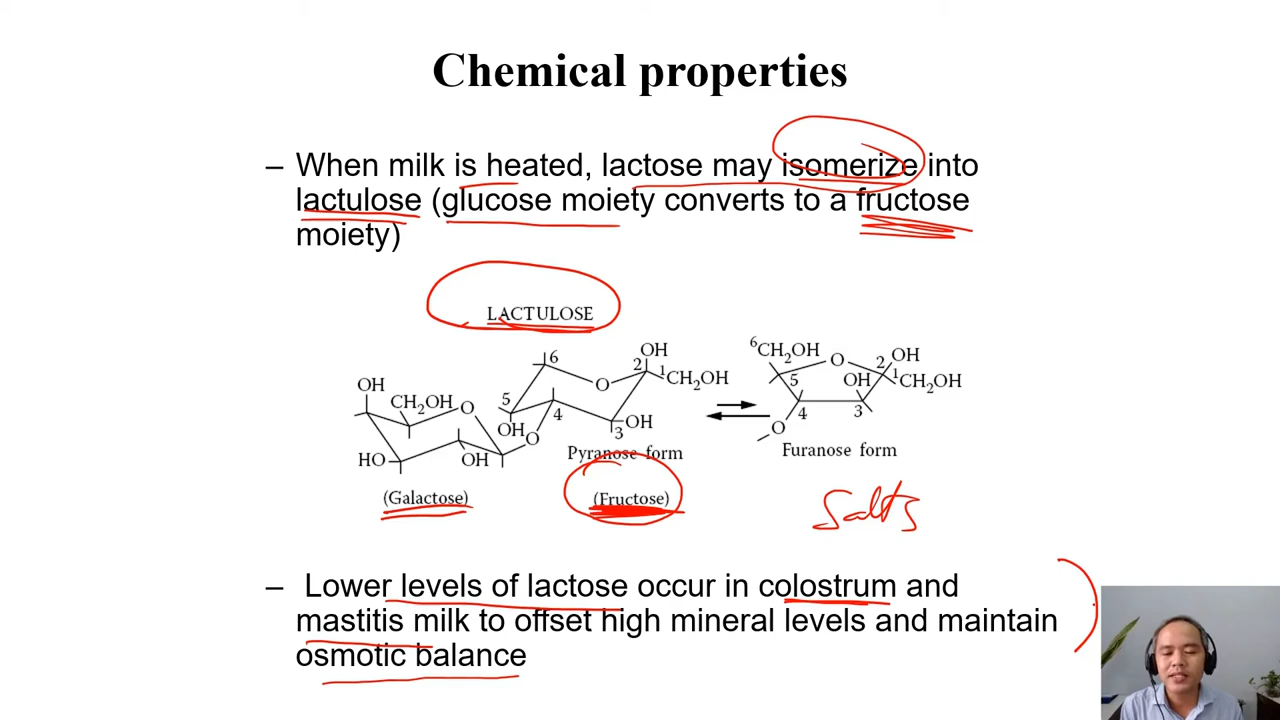 Chemical properties
– When milk is heated, lactose may isomerize into
lactulose (glucose moiety converts to a fructose
moiety)
LACTULOSE
OH
CH2OH
O
HO
OH
O
6
5
OH
4
O
2
OH
1
CH2OH
OH
3
Pyranose form
(Galactose)
(Fructose)
6
CH2OH
O
5
4
O
OH
3
2
OH
1
CH2OH
Furanose form
Salts
– Lower levels of lactose occur in colostrum and
mastitis milk to offset high mineral levels and maintain
osmotic balance